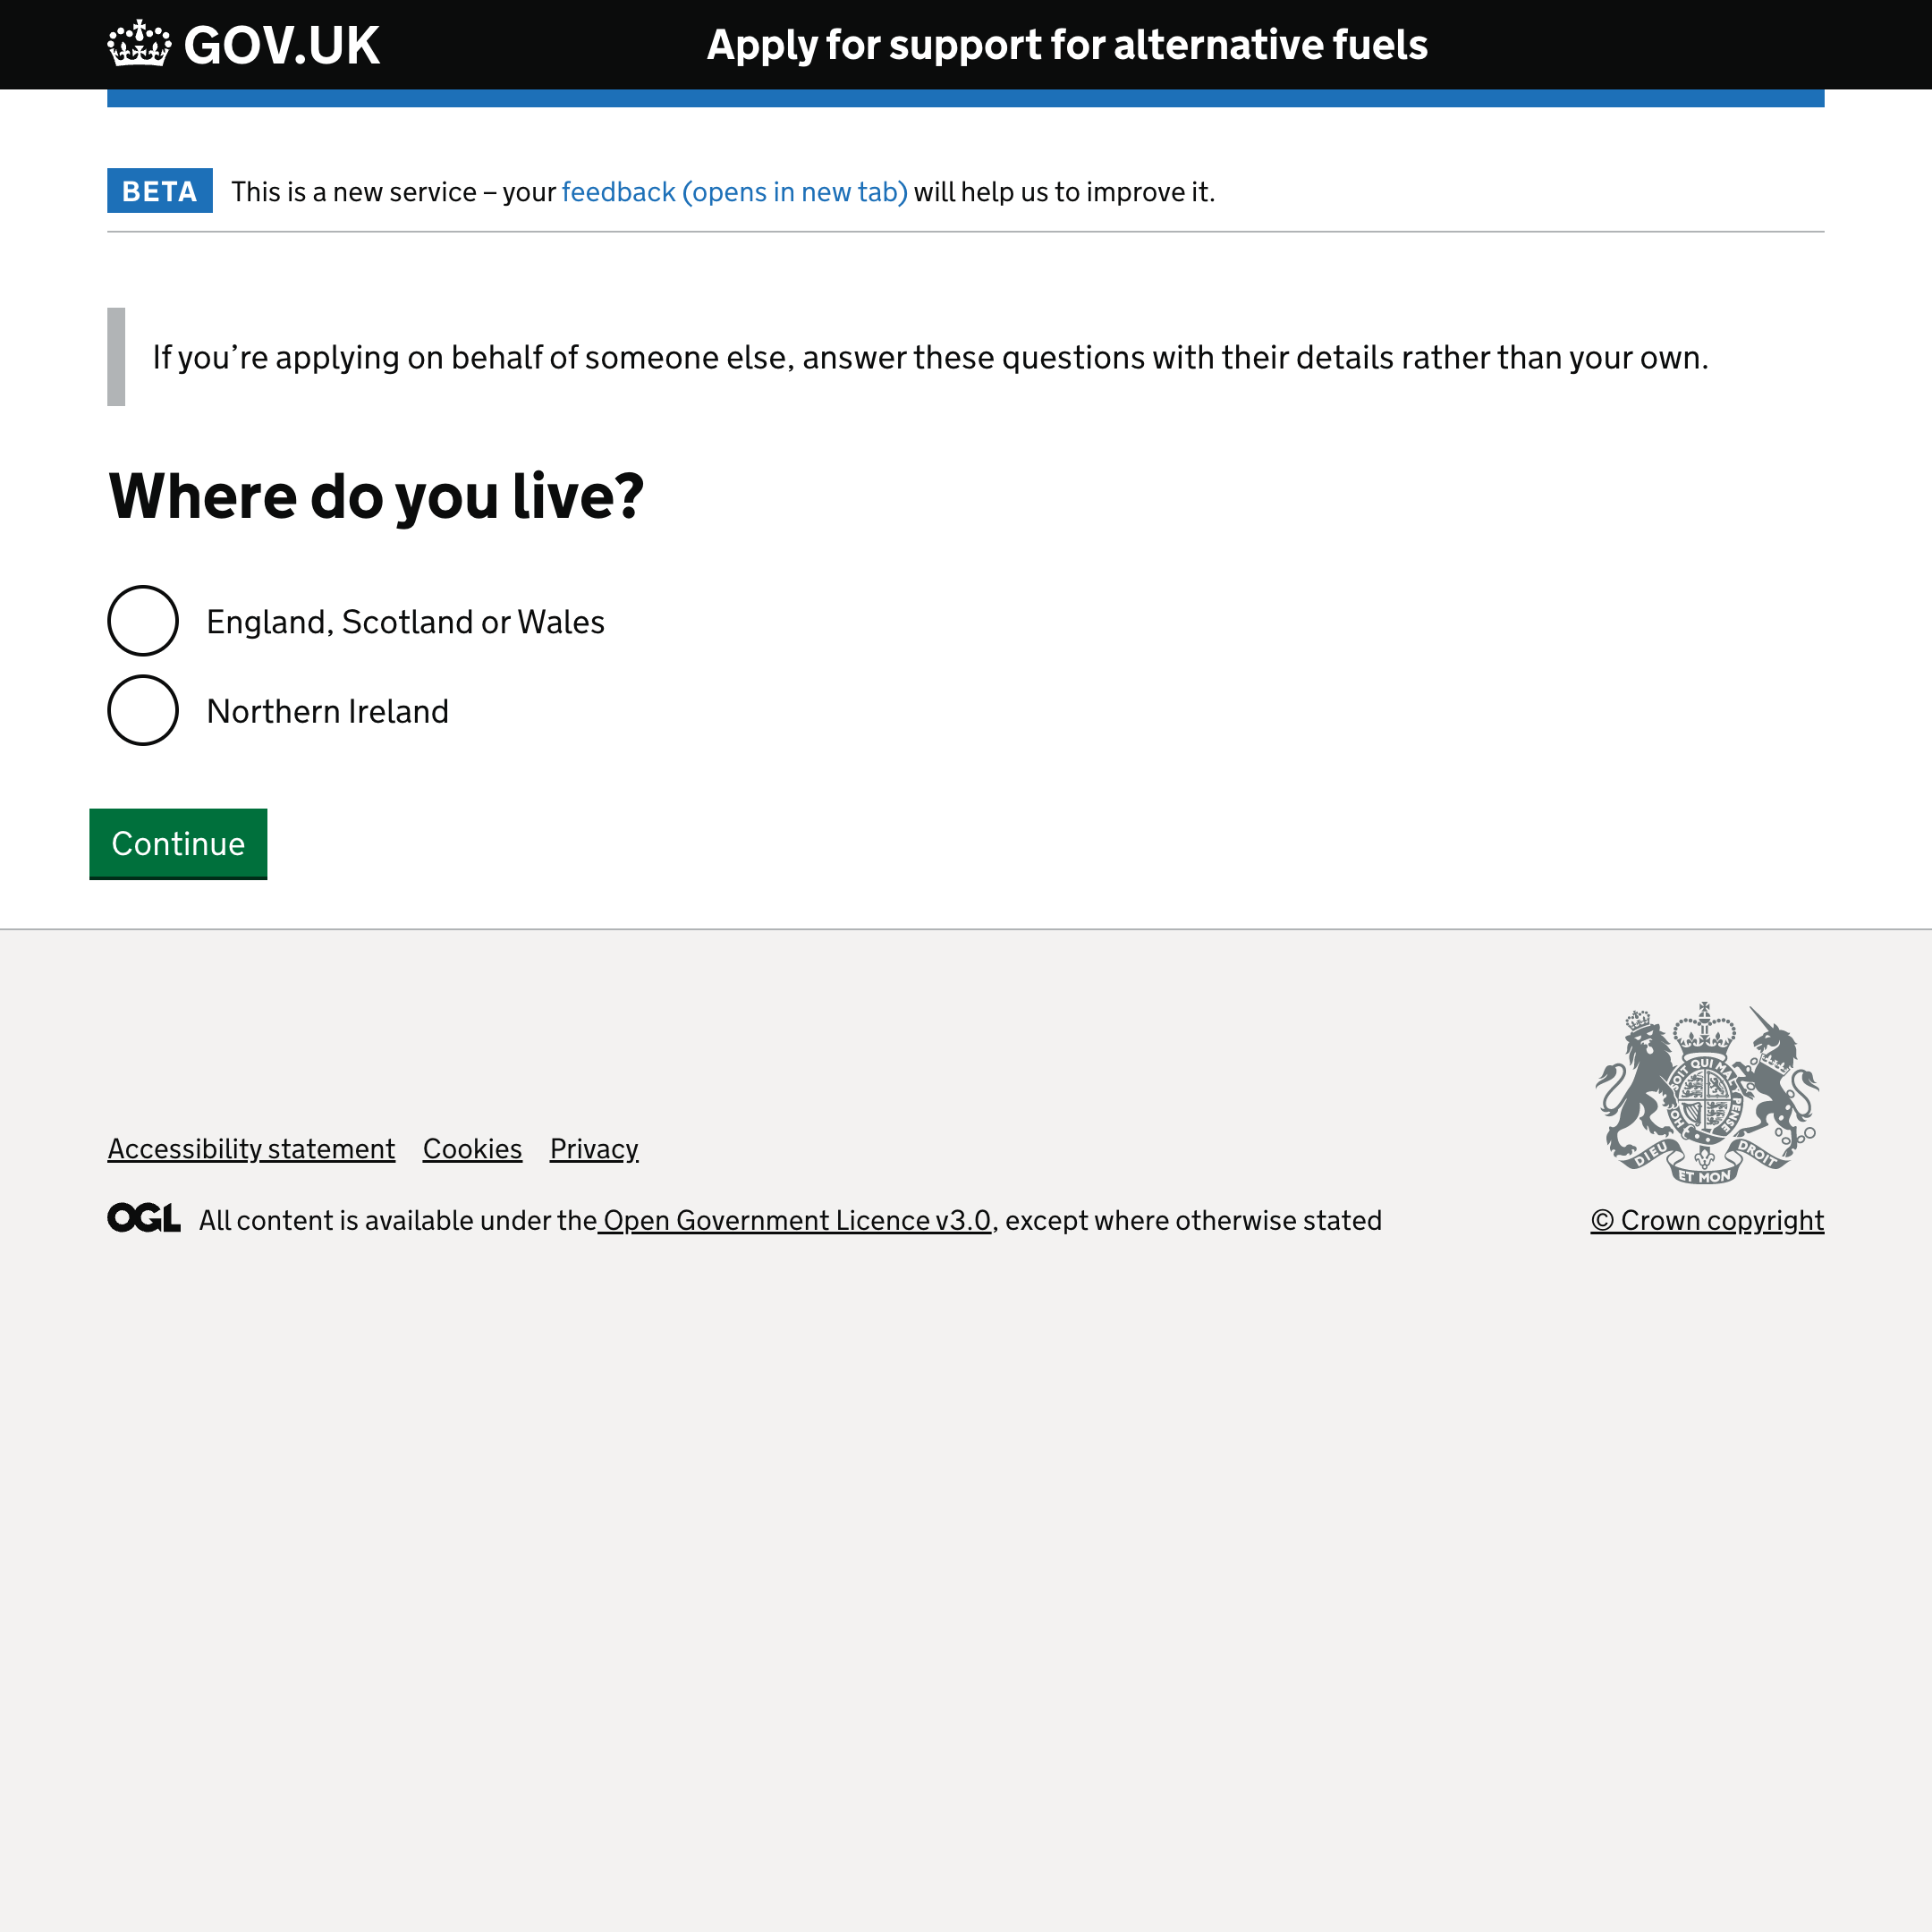 GOV.UK
Apply for support for alternative fuels
BETA
This is a new service – your feedback (opens in new tab) will help us to improve it.
If you’re applying on behalf of someone else, answer these questions with their details rather than your own.
Where do you live?
England, Scotland or Wales
Northern Ireland
Continue
SOIT QUI MAL Y PENSE
DIEU ET MON DROIT
Accessibility statement Cookies Privacy
OGL All content is available under the Open Government Licence v3.0, except where otherwise stated
© Crown copyright